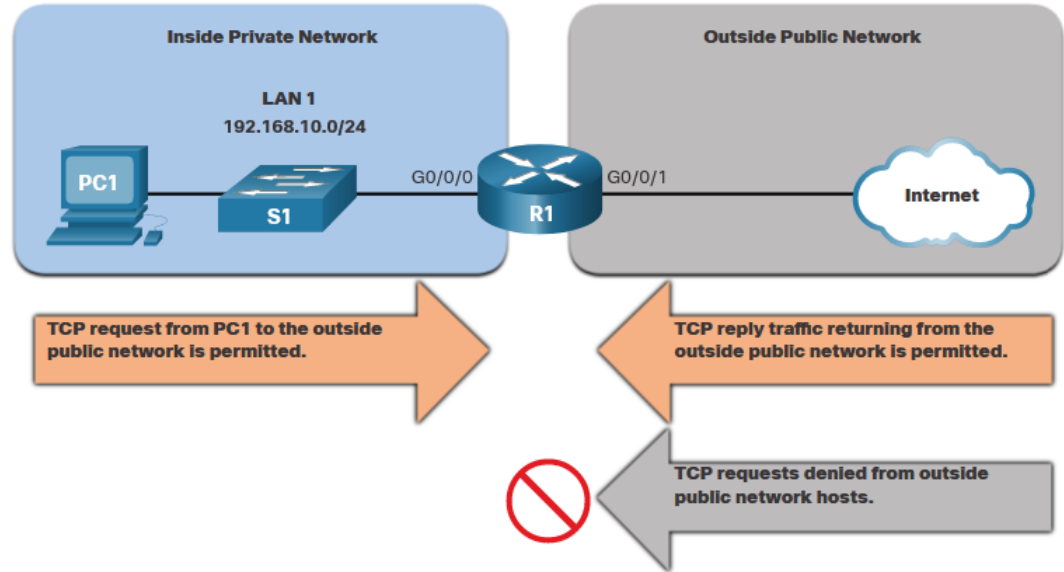 Inside Private Network
Outside Public Network
LAN 1
192.168.10.0/24
PC1
S1
G0/0/0
R1
G0/0/1
Internet
TCP request from PC1 to the outside
public network is permitted.
TCP reply traffic returning from the
outside public network is permitted.
TCP requests denied from outside
public network hosts.